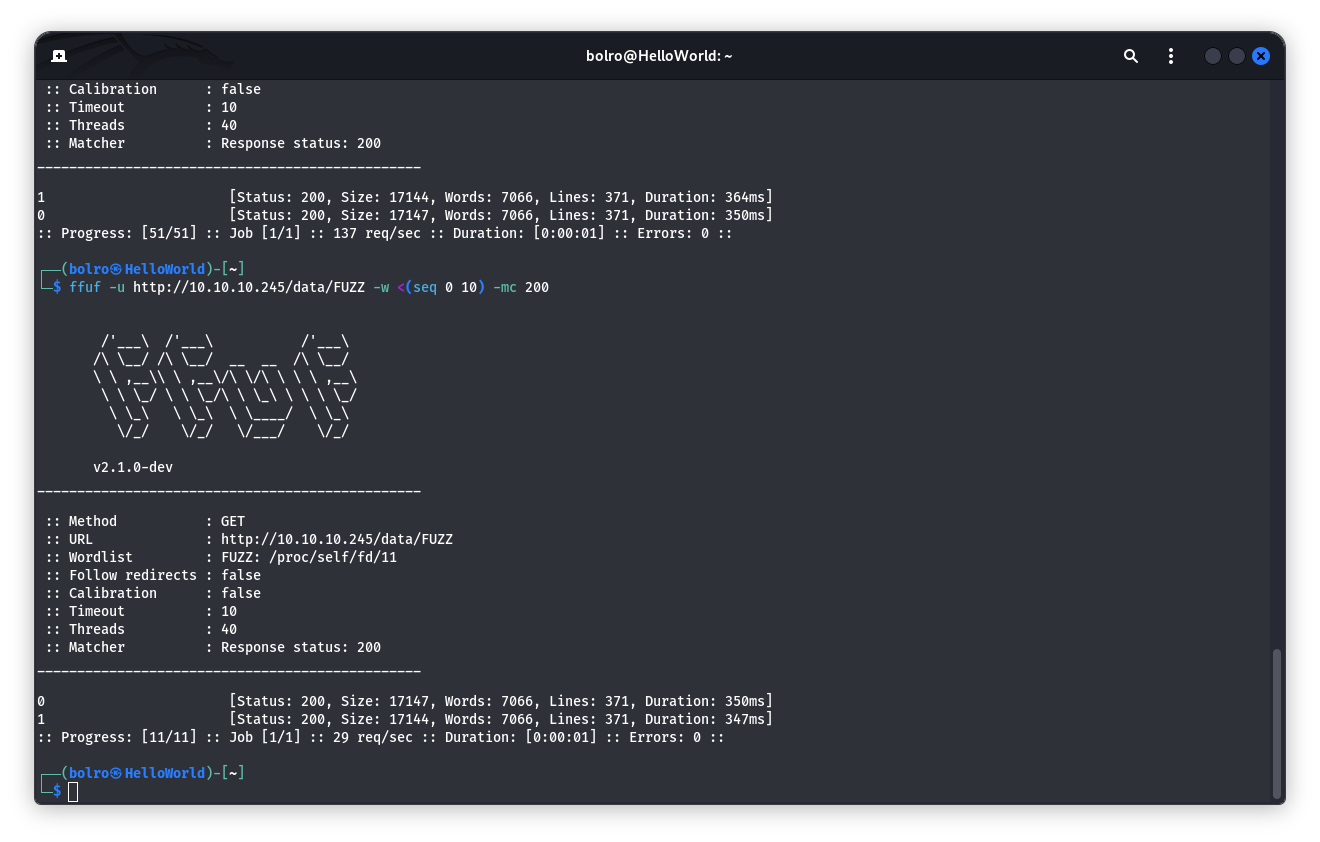 bolro@HelloWorld: ~
:: Calibration      : false
:: Timeout          : 10
:: Threads          : 40
:: Matcher          : Response status: 200
________________________________________________
1                       [Status: 200, Size: 17144, Words: 7066, Lines: 371, Duration: 364ms]
0                       [Status: 200, Size: 17147, Words: 7066, Lines: 371, Duration: 350ms]
:: Progress: [51/51] :: Job [1/1] :: 137 req/sec :: Duration: [0:00:01] :: Errors: 0 ::
┌──(bolro㉿HelloWorld)-[~]
└─$ ffuf -u http://10.10.10.245/data/FUZZ -w <(seq 0 10) -mc 200
        /'___\  /'___\           /'___\
       /\ \__/ /\ \__/  __  __  /\ \__/
       \ \ ,__\\ \ ,__\/\ \/\ \ \ \ ,__\
        \ \ \_/ \ \ \_/\ \ \_\ \ \ \ \_/
         \ \_\   \ \_\  \ \____/  \ \_\
          \/_/    \/_/   \/___/    \/_/
       v2.1.0-dev
________________________________________________
:: Method           : GET
:: URL              : http://10.10.10.245/data/FUZZ
:: Wordlist         : FUZZ: /proc/self/fd/11
:: Follow redirects : false
:: Calibration      : false
:: Timeout          : 10
:: Threads          : 40
:: Matcher          : Response status: 200
________________________________________________
0                       [Status: 200, Size: 17147, Words: 7066, Lines: 371, Duration: 350ms]
1                       [Status: 200, Size: 17144, Words: 7066, Lines: 371, Duration: 347ms]
:: Progress: [11/11] :: Job [1/1] :: 29 req/sec :: Duration: [0:00:01] :: Errors: 0 ::
┌──(bolro㉿HelloWorld)-[~]
└─$